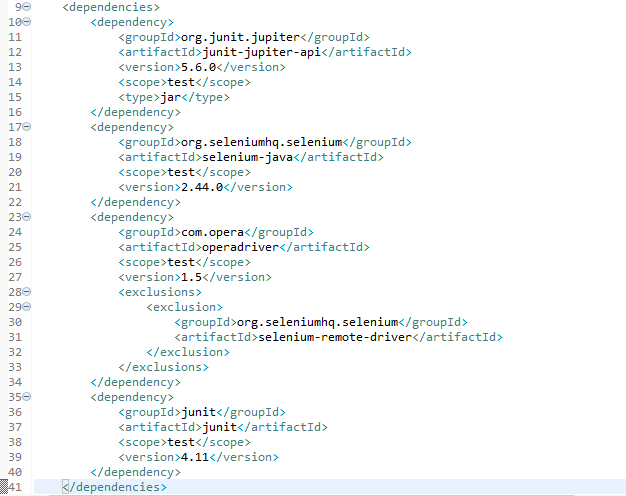 9 <dependencies>
10 <dependency>
11 <groupId>org.junit.jupiter</groupId>
12 <artifactId>junit-jupiter-api</artifactId>
13 <version>5.6.0</version>
14 <scope>test</scope>
15 <type>jar</type>
16 </dependency>
17 <dependency>
18 <groupId>org.seleniumhq.selenium</groupId>
19 <artifactId>selenium-java</artifactId>
20 <scope>test</scope>
21 <version>2.44.0</version>
22 </dependency>
23 <dependency>
24 <groupId>com.opera</groupId>
25 <artifactId>operadriver</artifactId>
26 <scope>test</scope>
27 <version>1.5</version>
28 <exclusions>
29 <exclusion>
30 <groupId>org.seleniumhq.selenium</groupId>
31 <artifactId>selenium-remote-driver</artifactId>
32 </exclusion>
33 </exclusions>
34 </dependency>
35 <dependency>
36 <groupId>junit</groupId>
37 <artifactId>junit</artifactId>
38 <scope>test</scope>
39 <version>4.11</version>
40 </dependency>
41 </dependencies>